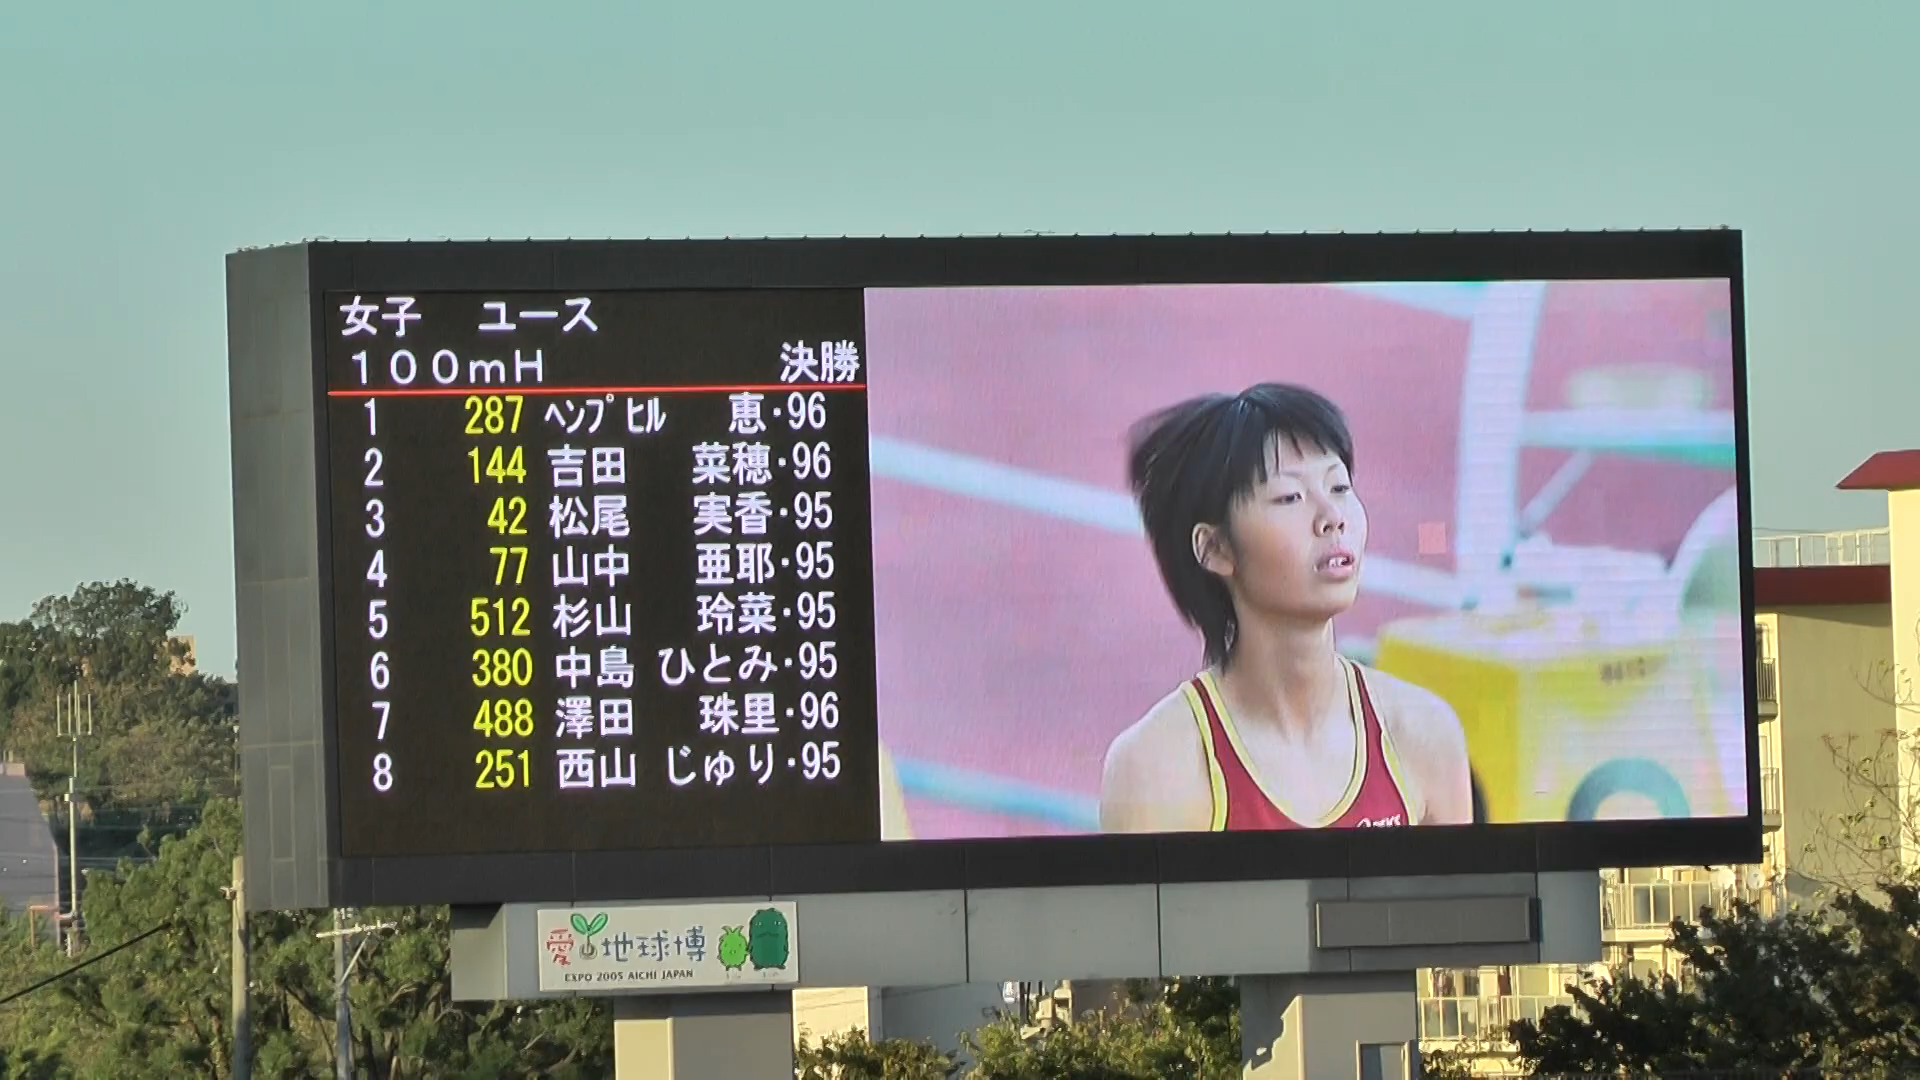 女子 ユース
100mH 決勝
1 287 ヘンプヒル 恵・96
2 144 吉田 菜穂・96
3 42 松尾 実香・95
4 77 山中 亜耶・95
5 512 杉山 玲菜・95
6 380 中島 ひとみ・95
7 488 澤田 珠里・96
8 251 西山 じゅり・95
愛・地球博
EXPO 2005 AICHI JAPAN